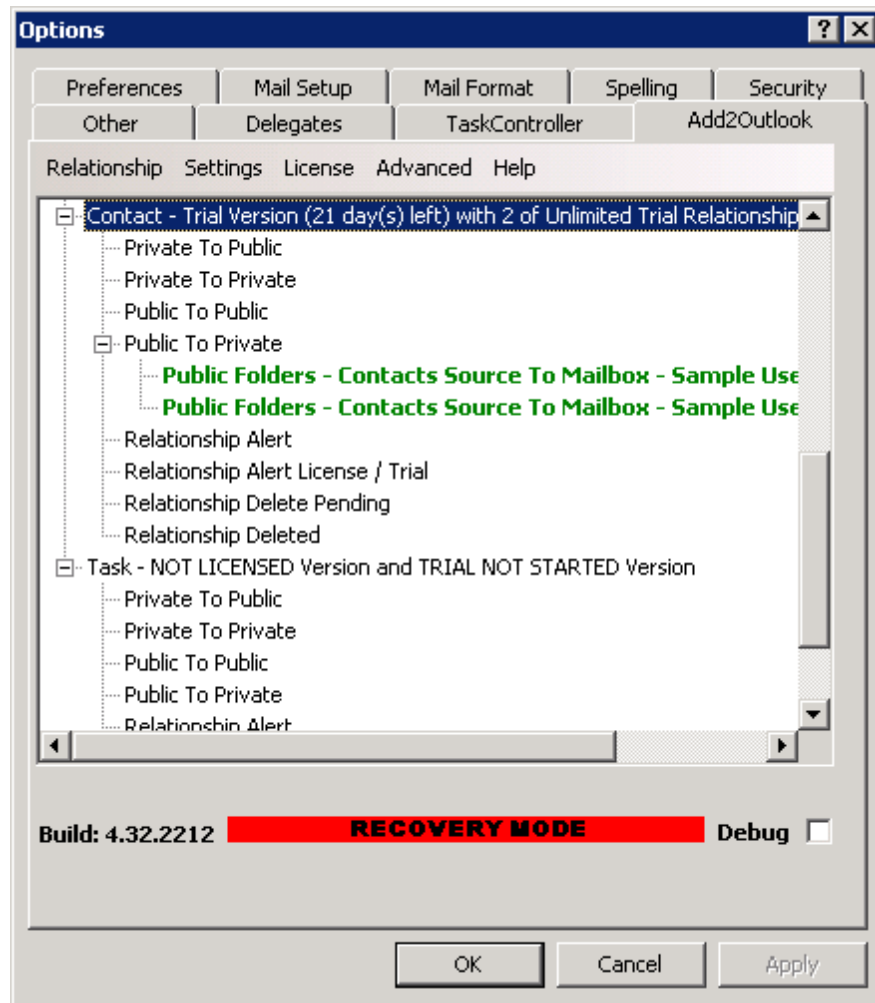 Options
Preferences Mail Setup Mail Format Spelling Security
Other Delegates TaskController Add2Outlook
Relationship Settings License Advanced Help
Contact - Trial Version (21 day(s) left) with 2 of Unlimited Trial Relationship
Private To Public
Private To Private
Public To Public
Public To Private
Public Folders - Contacts Source To Mailbox - Sample Use
Public Folders - Contacts Source To Mailbox - Sample Use
Relationship Alert
Relationship Alert License / Trial
Relationship Delete Pending
Relationship Deleted
Task - NOT LICENSED Version and TRIAL NOT STARTED Version
Private To Public
Private To Private
Public To Public
Public To Private
Relationship Alert
Build: 4.32.2212 RECOVERY MODE Debug
OK Cancel Apply